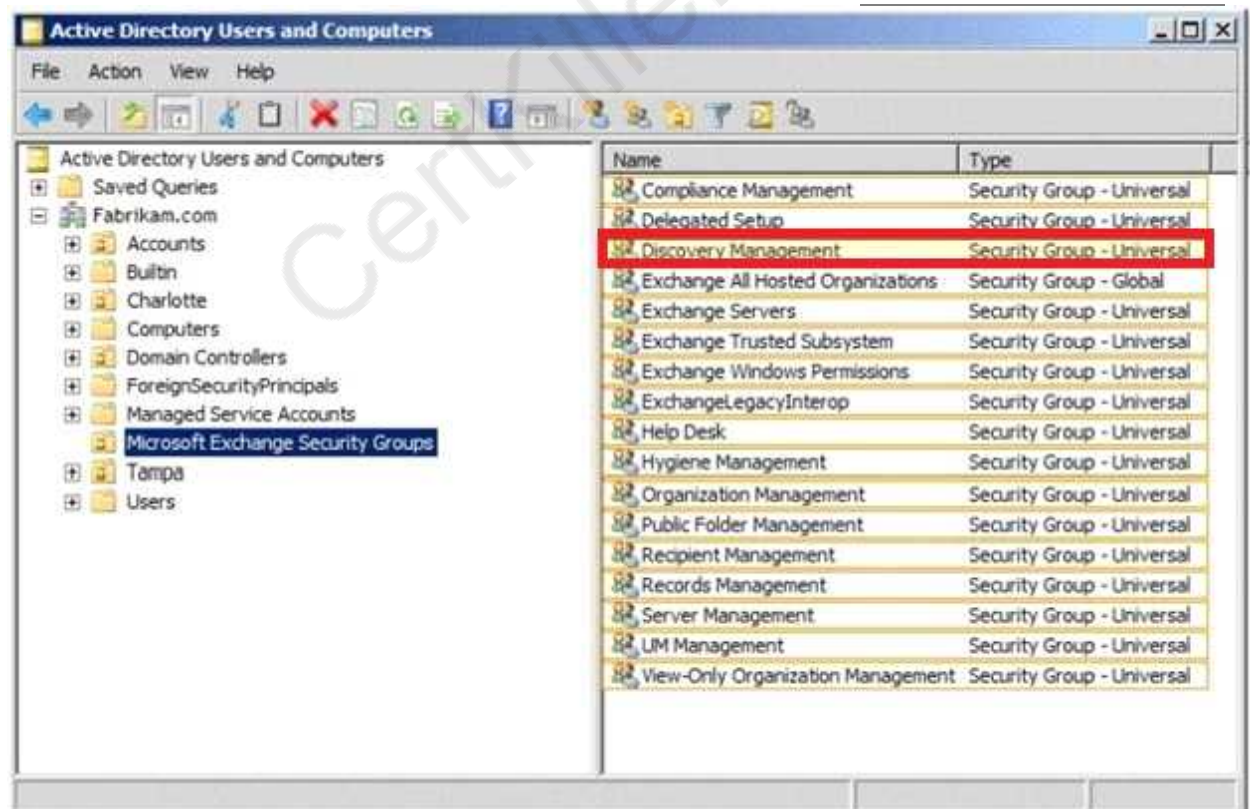 Active Directory Users and Computers
File Action View Help
Active Directory Users and Computers
Saved Queries
Fabrikam.com
Accounts
Builtin
Charlotte
Computers
Domain Controllers
ForeignSecurityPrincipals
Managed Service Accounts
Microsoft Exchange Security Groups
Tampa
Users
Name Type
Compliance Management Security Group - Universal
Delegated Setup Security Group - Universal
Discovery Management Security Group - Universal
Exchange All Hosted Organizations Security Group - Global
Exchange Servers Security Group - Universal
Exchange Trusted Subsystem Security Group - Universal
Exchange Windows Permissions Security Group - Universal
ExchangeLegacyInterop Security Group - Universal
Help Desk Security Group - Universal
Hygiene Management Security Group - Universal
Organization Management Security Group - Universal
Public Folder Management Security Group - Universal
Recipient Management Security Group - Universal
Records Management Security Group - Universal
Server Management Security Group - Universal
UM Management Security Group - Universal
View-Only Organization Management Security Group - Universal
CertKiller